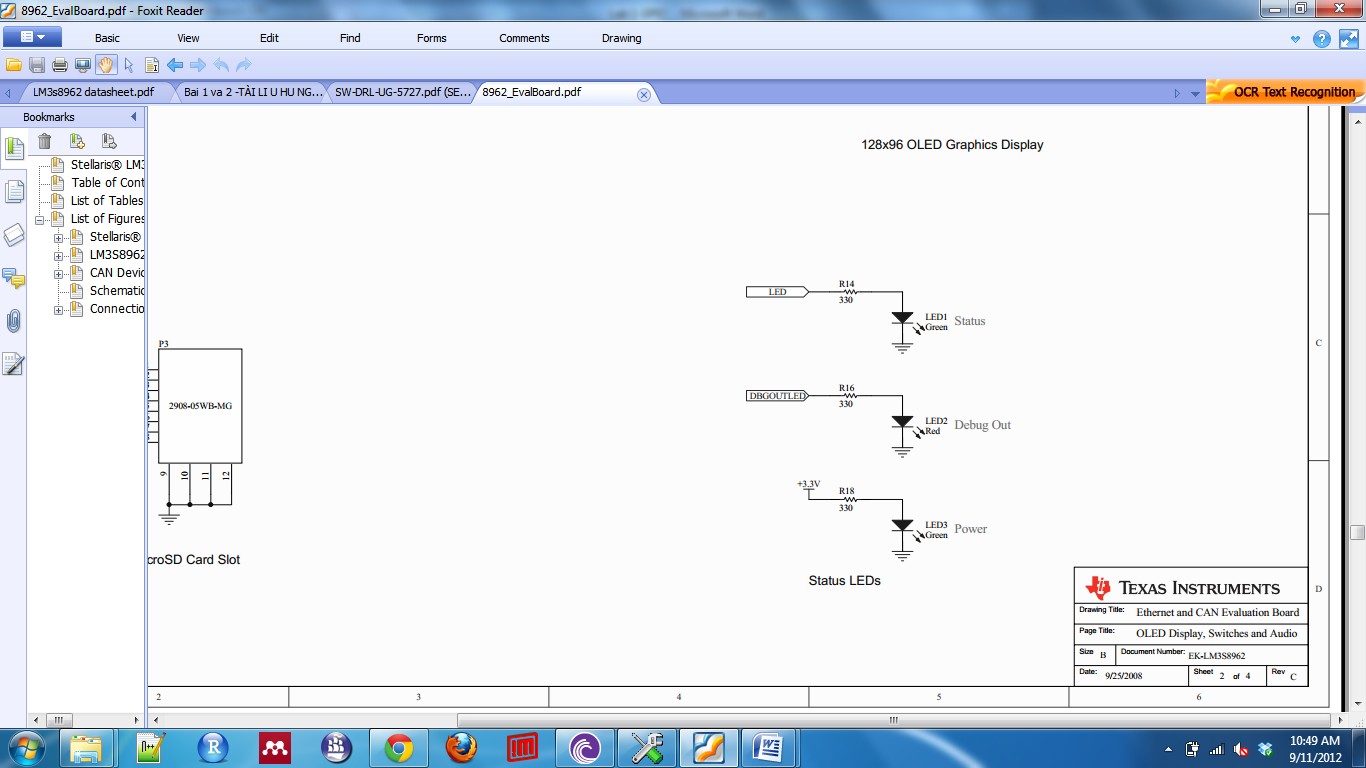 8962_EvalBoard.pdf - Foxit Reader
Basic View Edit Find Forms Comments Drawing
LM3s8962 datasheet.pdf
Bai 1 va 2 -TÀI LI U HU NG...
SW-DRL-UG-5727.pdf (SE...
8962_EvalBoard.pdf
OCR Text Recognition
Bookmarks
Stellaris® LM3
Table of Cont
List of Tables
List of Figures
Stellaris®
LM3S8962
CAN Devic
Schematic
Connectio
128x96 OLED Graphics Display
LED
R14
330
LED1
Green
Status
C
P3
2908-05WB-MG
9 10 11 12
croSD Card Slot
DBGOUTLED
R16
330
LED2
Red
Debug Out
+3.3V
R18
330
LED3
Green
Power
Status LEDs
D
TEXAS INSTRUMENTS
Drawing Title: Ethernet and CAN Evaluation Board
Page Title: OLED Display, Switches and Audio
Size B Document Number: EK-LM3S8962
Date: 9/25/2008 Sheet 2 of 4 Rev C
2 3 4 5 6
10:49 AM
9/11/2012